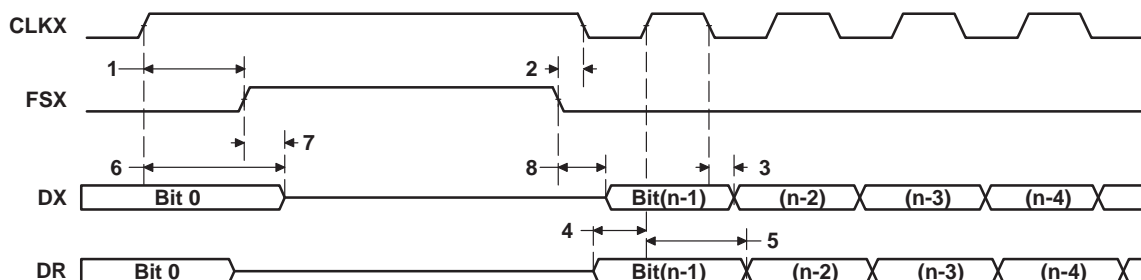 CLKX
1 2
FSX
7
6 8 3
DX Bit 0 Bit(n-1) (n-2) (n-3) (n-4)
4 5
DR Bit 0 Bit(n-1) (n-2) (n-3) (n-4)